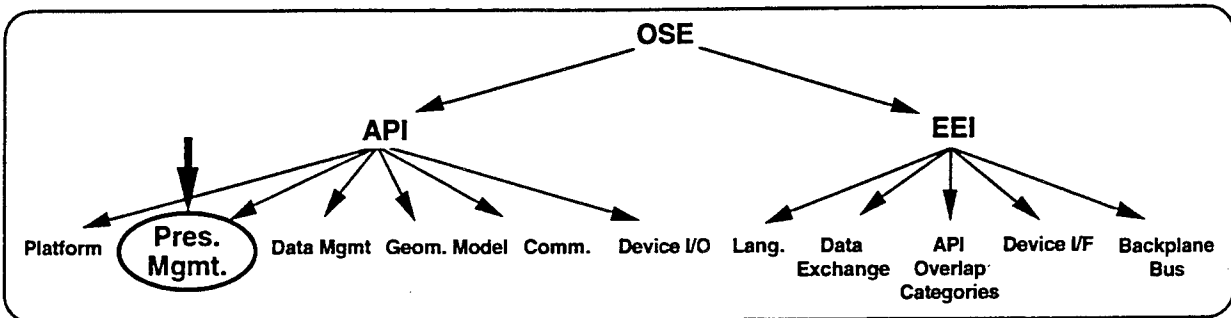 OSE
API
EEI
Platform
Pres.
Mgmt.
Data Mgmt
Geom. Model
Comm.
Device I/O
Lang.
Data
Exchange
API
Overlap
Categories
Device I/F
Backplane
Bus